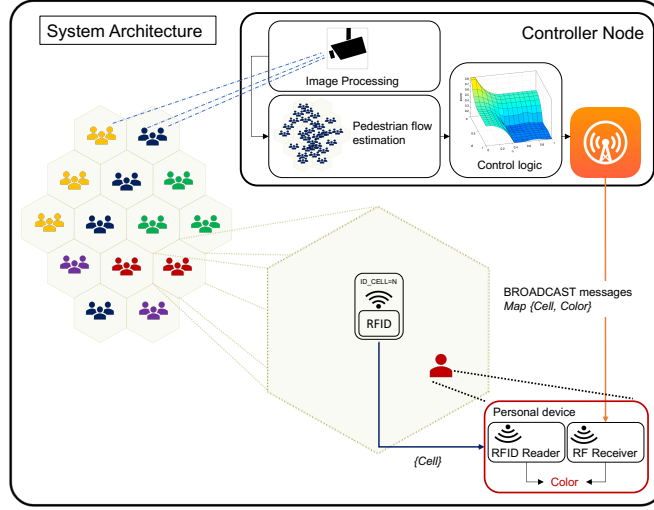 System Architecture
Controller Node
Image Processing
Pedestrian flow
estimation
Control logic
BROADCAST messages
Map {Cell, Color}
ID_CELL=N
RFID
Personal device
RFID Reader
RF Receiver
{Cell}
Color